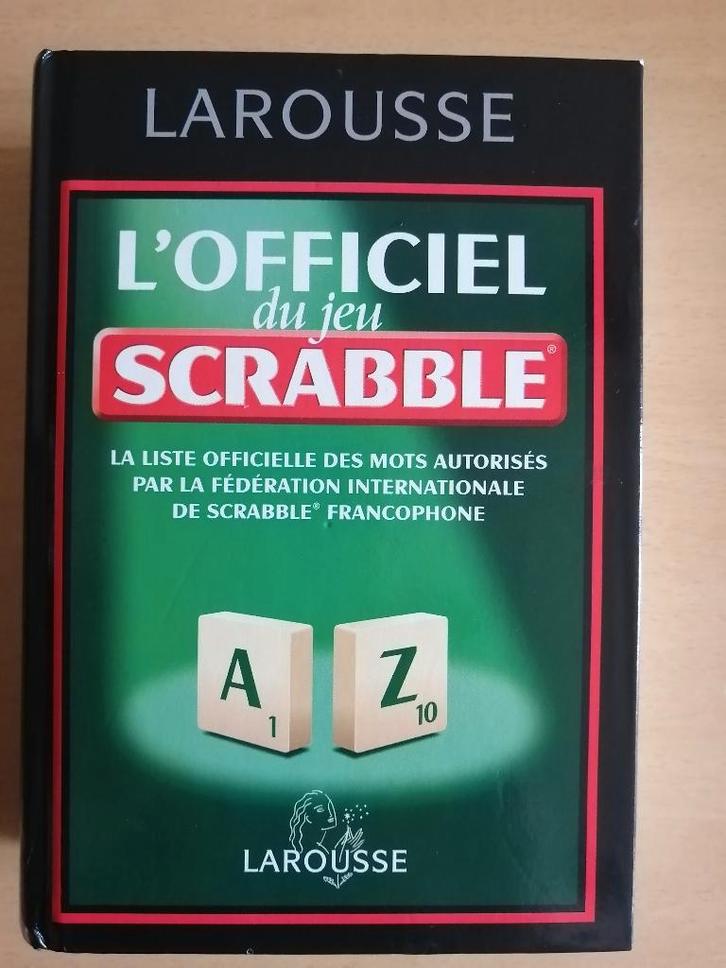 LAROUSSE
L'OFFICIEL
du jeu
SCRABBLE®
LA LISTE OFFICIELLE DES MOTS AUTORISÉS
PAR LA FÉDÉRATION INTERNATIONALE
DE SCRABBLE® FRANCOPHONE
A Z
1 10
LAROUSSE